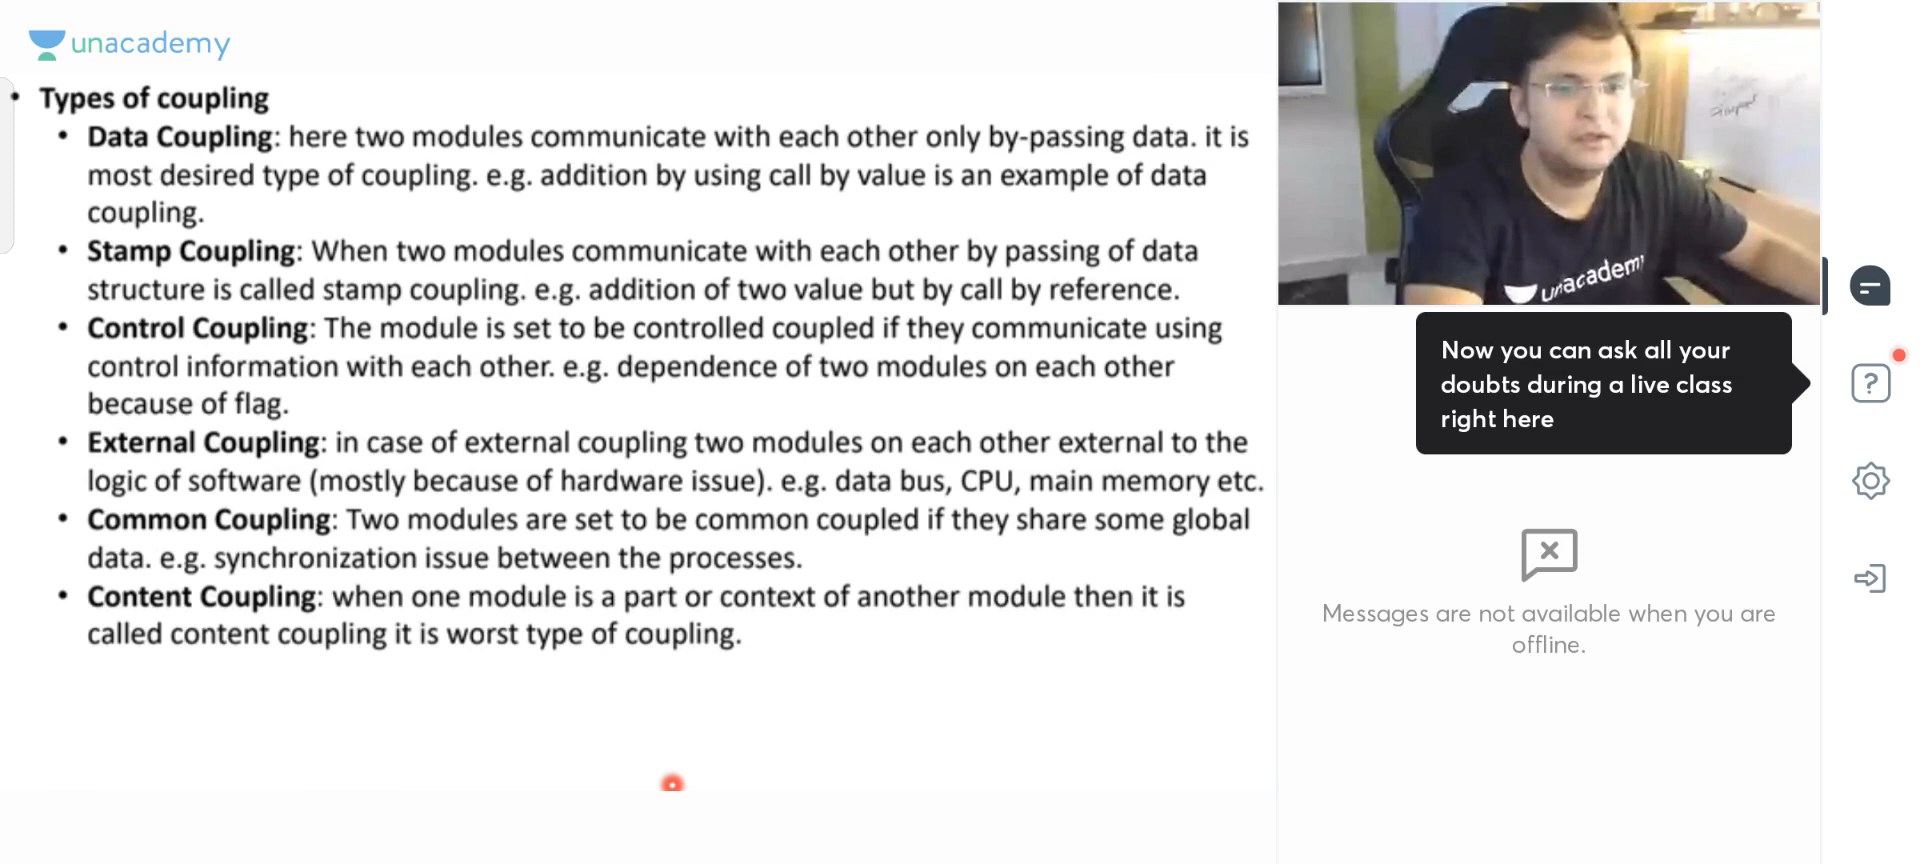 unacademy
• Types of coupling
• Data Coupling: here two modules communicate with each other only by-passing data. it is
most desired type of coupling. e.g. addition by using call by value is an example of data
coupling.
• Stamp Coupling: When two modules communicate with each other by passing of data
structure is called stamp coupling. e.g. addition of two value but by call by reference.
• Control Coupling: The module is set to be controlled coupled if they communicate using
control information with each other. e.g. dependence of two modules on each other
because of flag.
• External Coupling: in case of external coupling two modules on each other external to the
logic of software (mostly because of hardware issue). e.g. data bus, CPU, main memory etc.
• Common Coupling: Two modules are set to be common coupled if they share some global
data. e.g. synchronization issue between the processes.
• Content Coupling: when one module is a part or context of another module then it is
called content coupling it is worst type of coupling.
unacademy
Now you can ask all your
doubts during a live class
right here
?
Messages are not available when you are
offline.